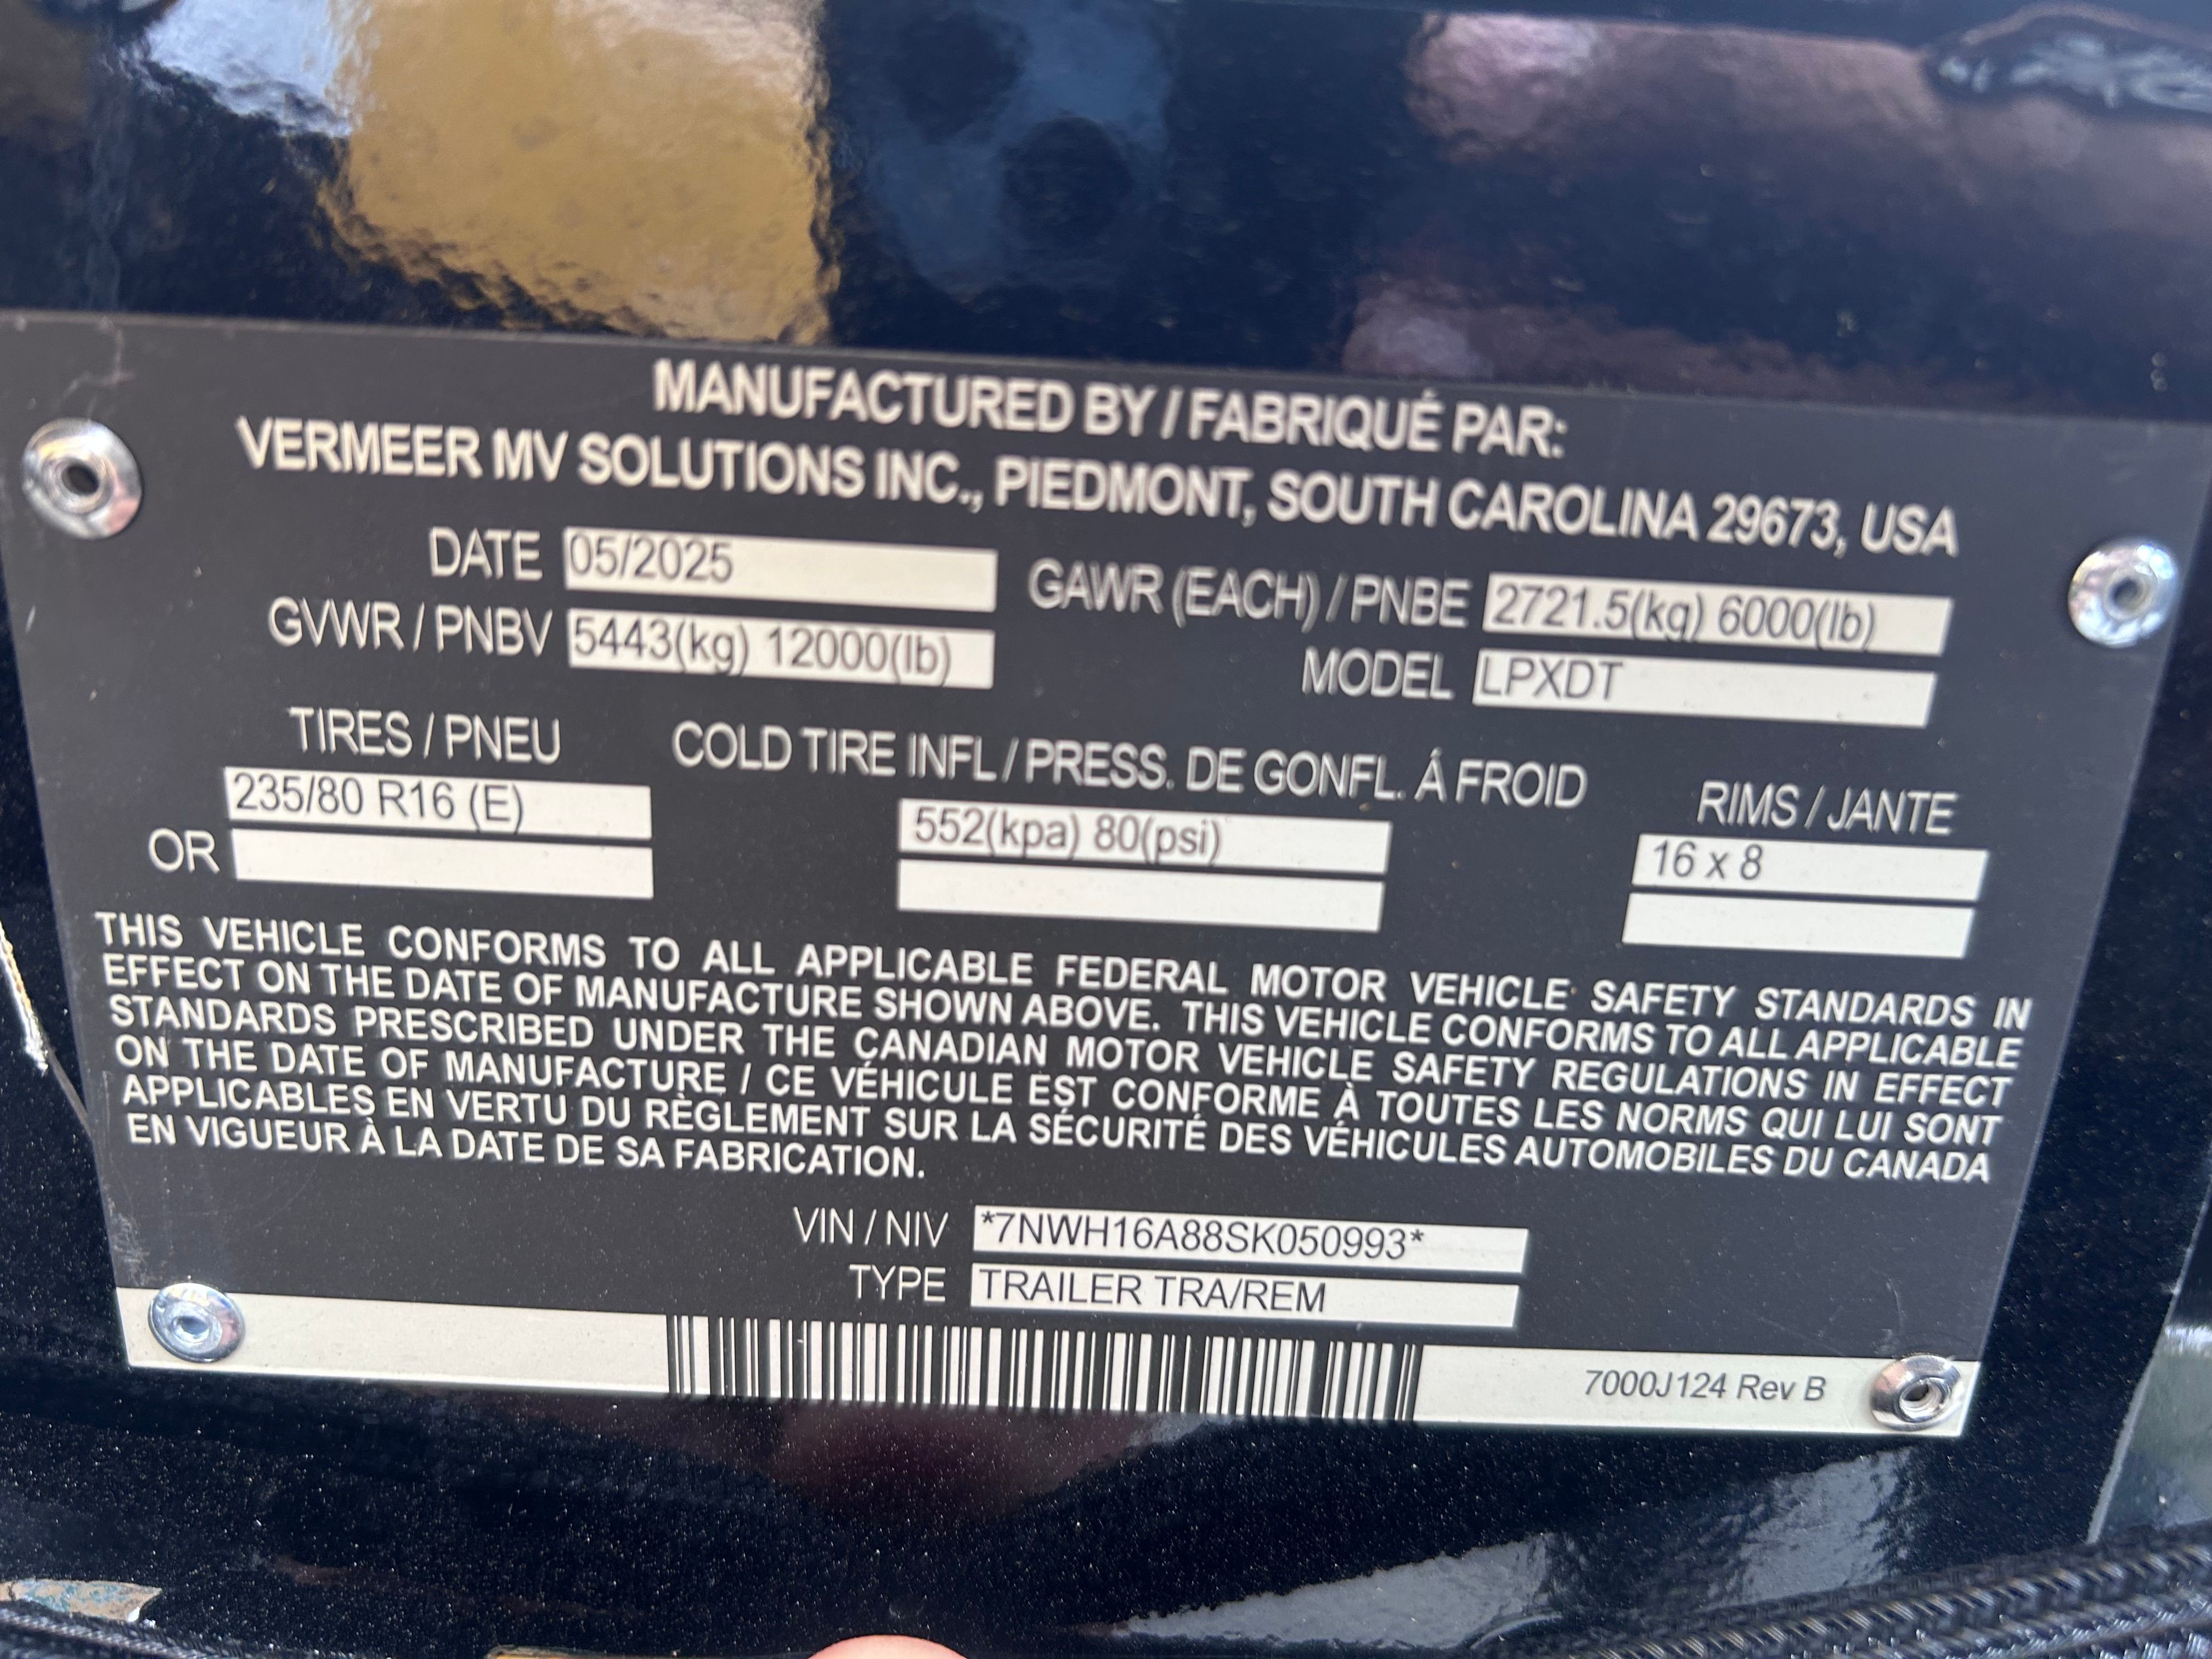 MANUFACTURED BY / FABRIQUÉ PAR:
VERMEER MV SOLUTIONS INC., PIEDMONT, SOUTH CAROLINA 29673, USA
DATE 05/2025 GAWR (EACH) / PNBE 2721.5(kg) 6000(lb)
GVWR / PNBV 5443(kg) 12000(lb) MODEL LPXDT
TIRES / PNEU COLD TIRE INFL / PRESS. DE GONFL. Á FROID RIMS / JANTE
235/80 R16 (E) 552(kpa) 80(psi) 16 x 8
OR
THIS VEHICLE CONFORMS TO ALL APPLICABLE FEDERAL MOTOR VEHICLE SAFETY STANDARDS IN
EFFECT ON THE DATE OF MANUFACTURE SHOWN ABOVE. THIS VEHICLE CONFORMS TO ALL APPLICABLE
STANDARDS PRESCRIBED UNDER THE CANADIAN MOTOR VEHICLE SAFETY REGULATIONS IN EFFECT
ON THE DATE OF MANUFACTURE / CE VÉHICULE EST CONFORME À TOUTES LES NORMS QUI LUI SONT
APPLICABLES EN VERTU DU RÈGLEMENT SUR LA SÉCURITÉ DES VÉHICULES AUTOMOBILES DU CANADA
EN VIGUEUR À LA DATE DE SA FABRICATION.
VIN / NIV *7NWH16A88SK050993*
TYPE TRAILER TRA/REM
7000J124 Rev B